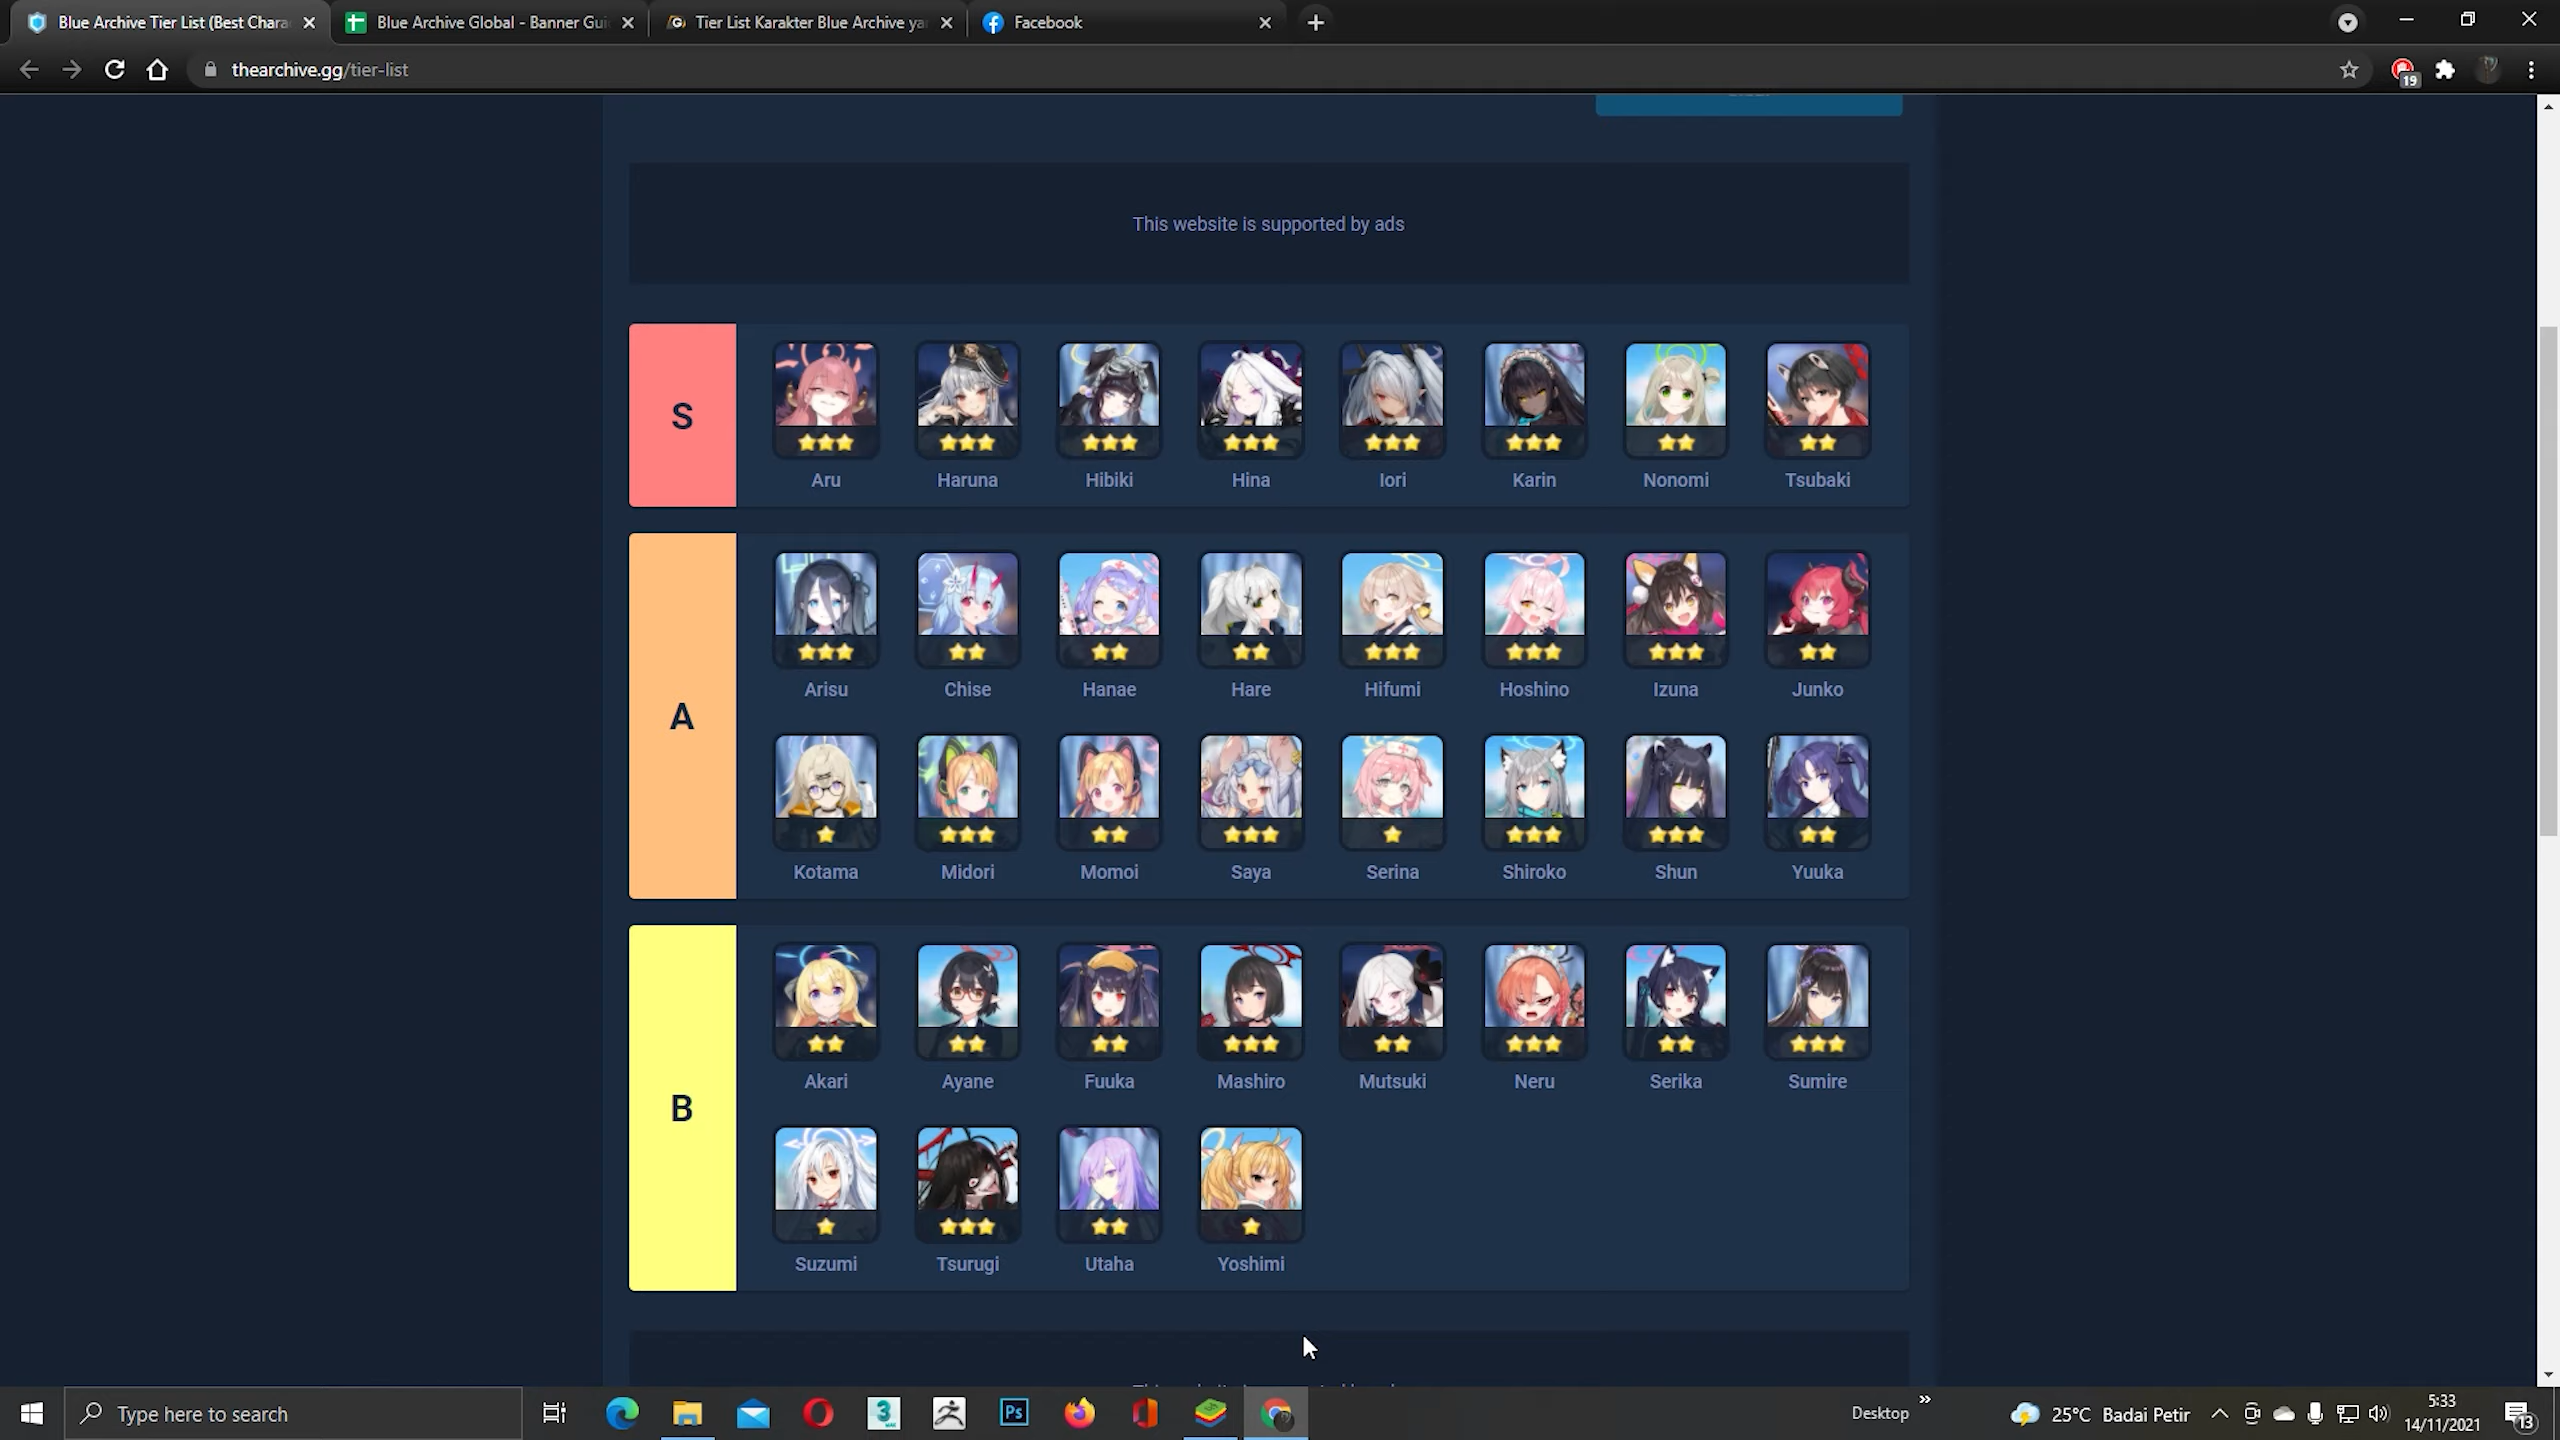 Blue Archive Tier List (Best Chara
Blue Archive Global - Banner Gui
Tier List Karakter Blue Archive ya
Facebook
thearchive.gg/tier-list
19
This website is supported by ads
S
Aru Haruna Hibiki Hina Iori Karin Nonomi Tsubaki
A
Arisu Chise Hanae Hare Hifumi Hoshino Izuna Junko
Kotama Midori Momoi Saya Serina Shiroko Shun Yuuka
B
Akari Ayane Fuuka Mashiro Mutsuki Neru Serika Sumire
Suzumi Tsurugi Utaha Yoshimi
Type here to search
3
Ps
Desktop
25°C Badai Petir
5:33
14/11/2021
13